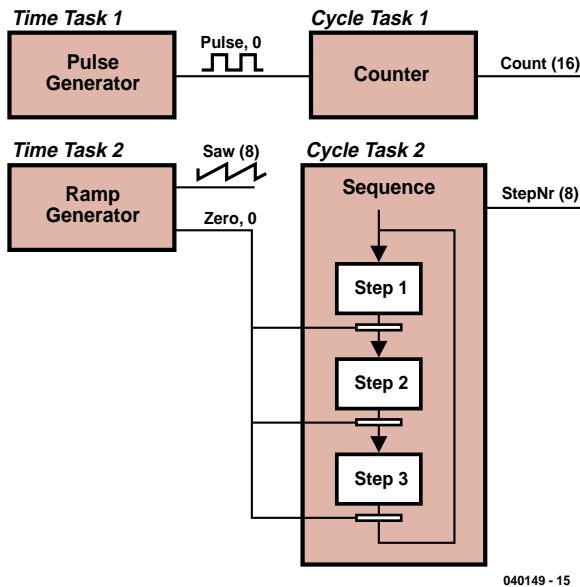 Time Task 1
Pulse
Generator
Pulse, 0
Cycle Task 1
Counter
Count (16)
Time Task 2
Ramp
Generator
Saw (8)
Zero, 0
Cycle Task 2
Sequence
Step 1
Step 2
Step 3
StepNr (8)
040149 - 15